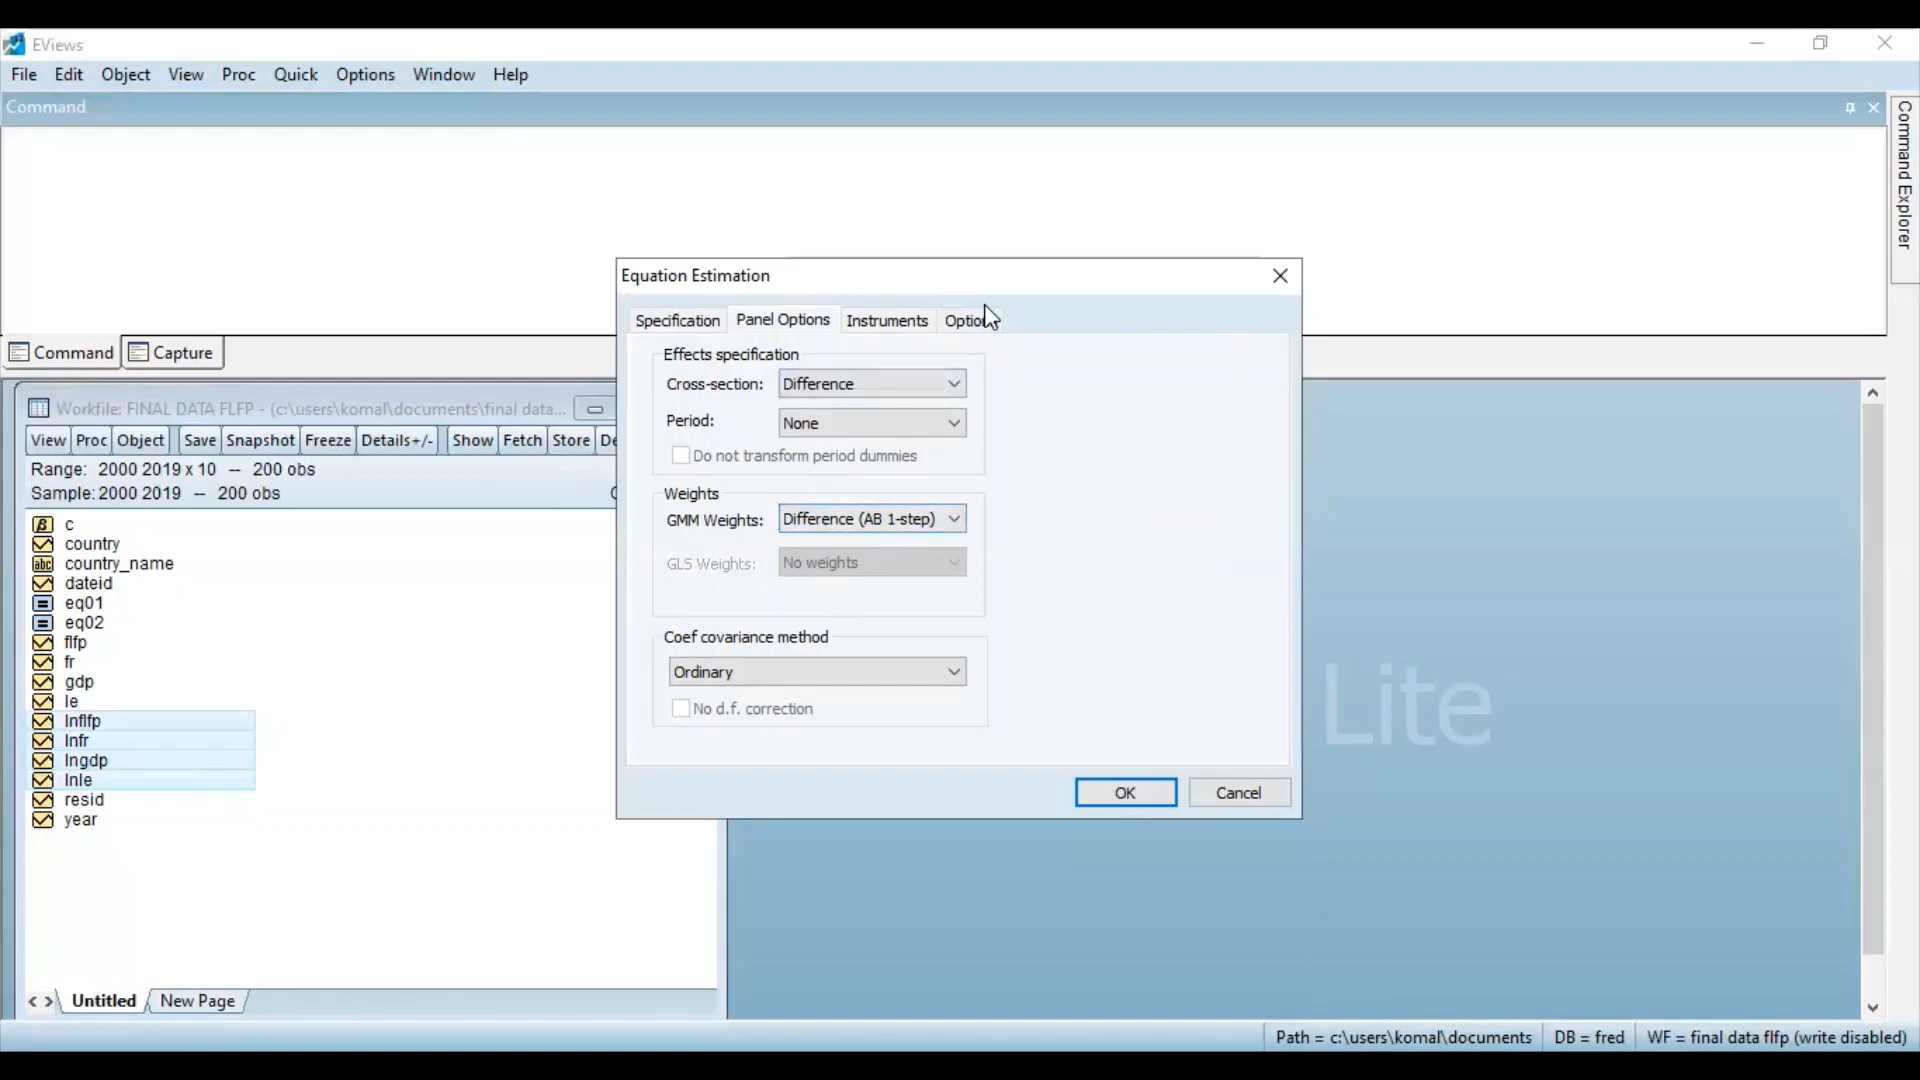 EViews
File Edit Object View Proc Quick Options Window Help
Command
Command Explorer
Command Capture
Workfile: FINAL DATA FLFP - (c:\users\komal\documents\final data...
View Proc Object Save Snapshot Freeze Details+/- Show Fetch Store De
Range: 2000 2019 x 10 -- 200 obs
Sample: 2000 2019 -- 200 obs
β c
country
abc country_name
dateid
= eq01
= eq02
flfp
fr
gdp
le
lnflfp
lnfr
lngdp
lnle
resid
year
< > Untitled New Page
Equation Estimation
Specification Panel Options Instruments Option
Effects specification
Cross-section: Difference
Period: None
Do not transform period dummies
Weights
GMM Weights: Difference (AB 1-step)
GLS Weights: No weights
Coef covariance method
Ordinary
No d.f. correction
OK Cancel
Lite
Path = c:\users\komal\documents DB = fred WF = final data flfp (write disabled)